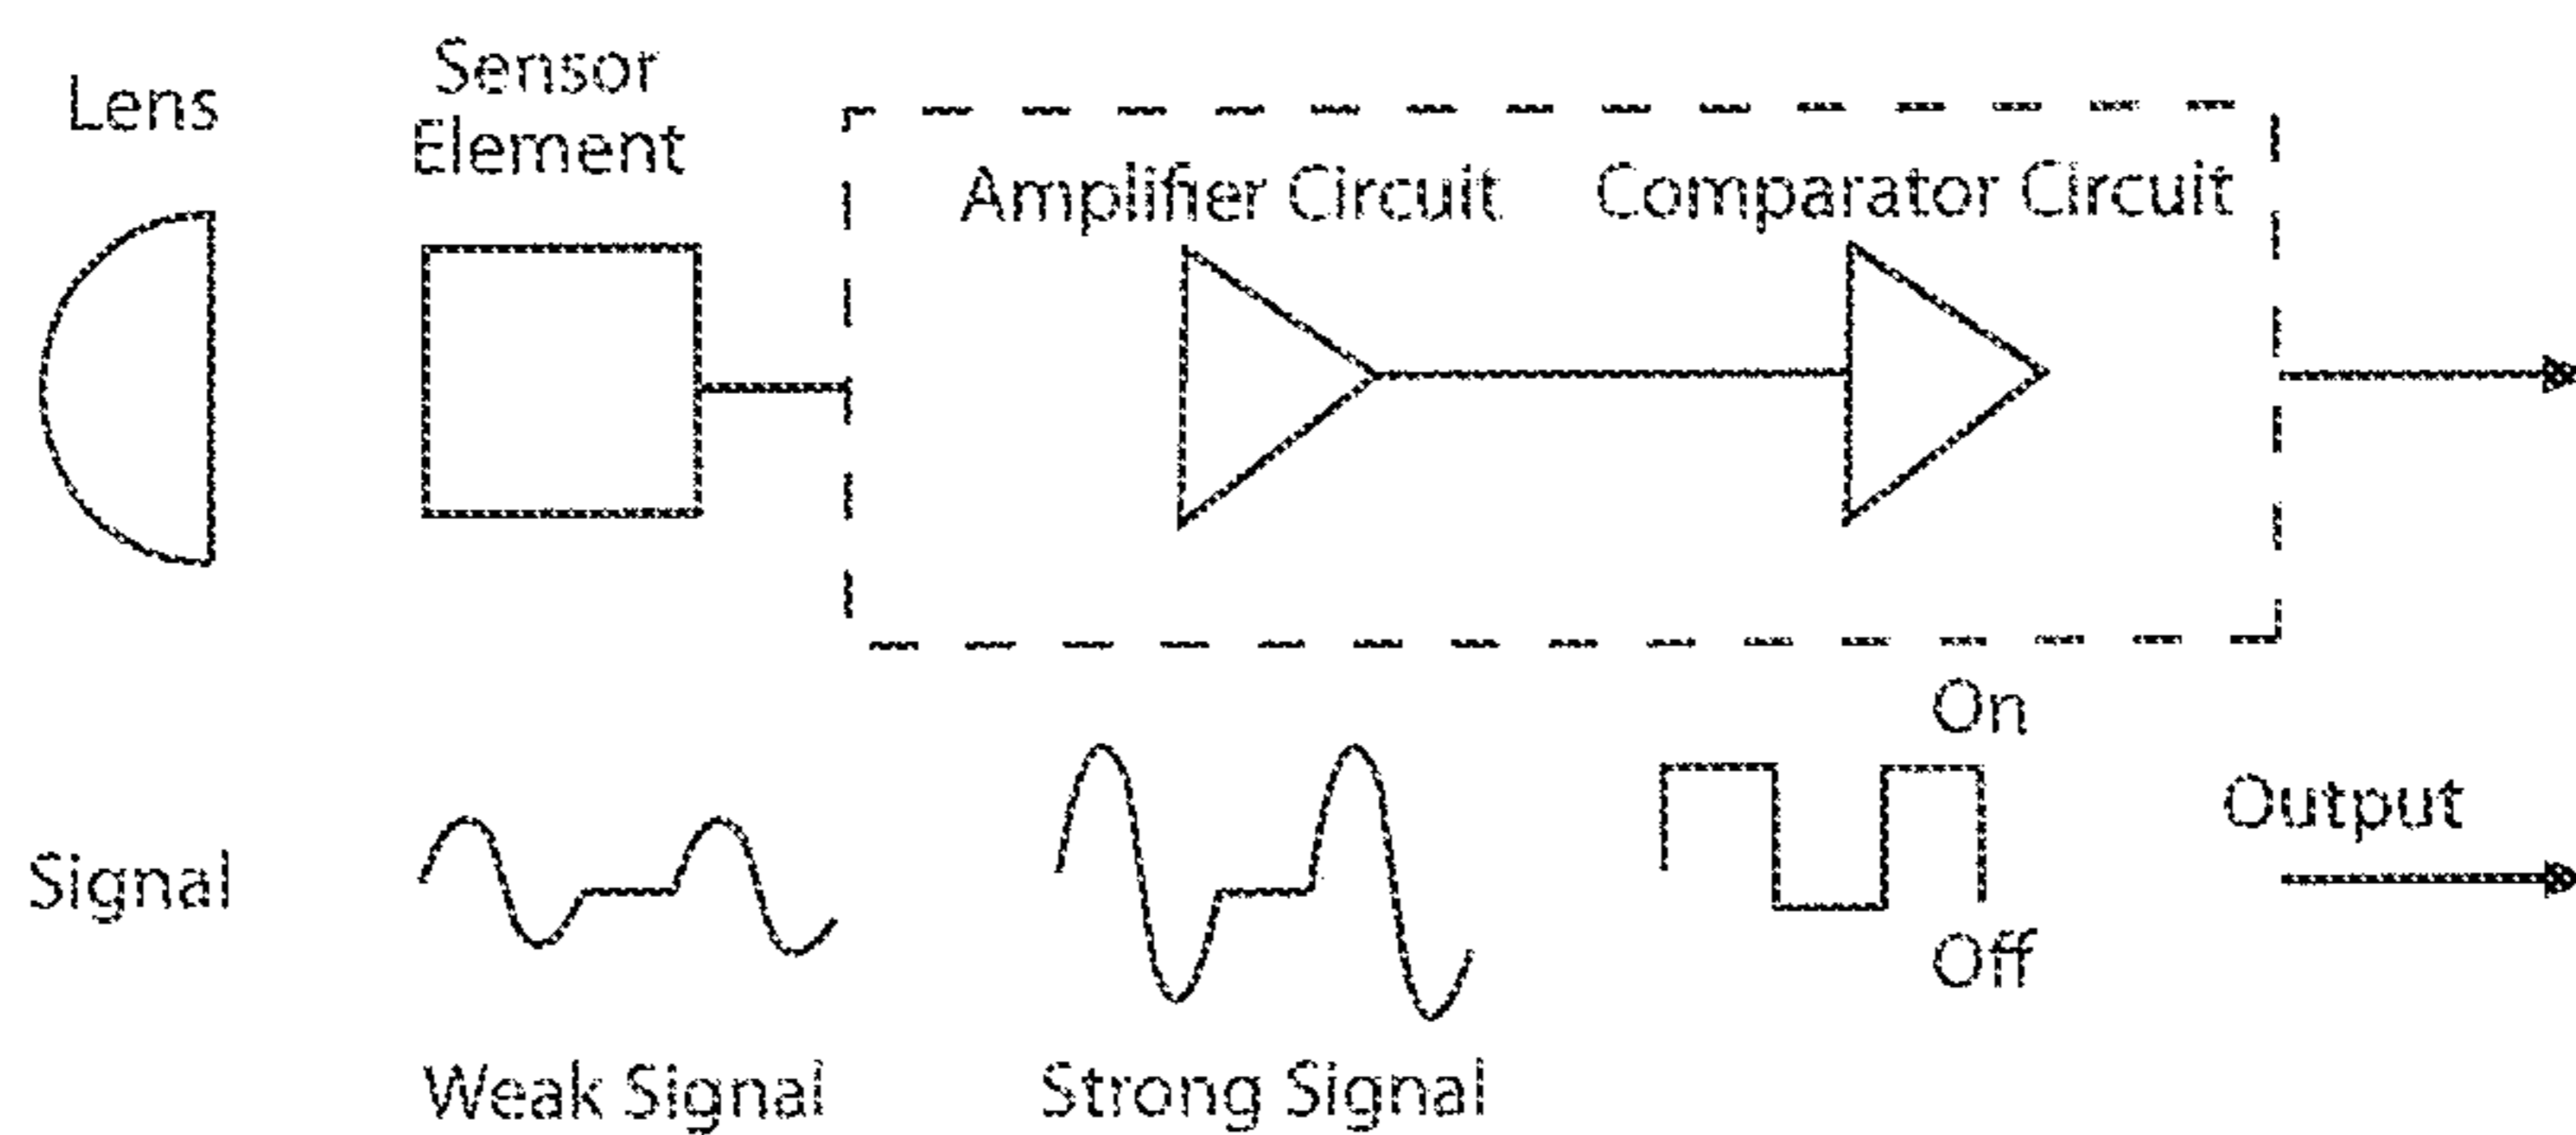 Lens
Sensor
Element
Amplifier Circuit
Comparator Circuit
On
Signal
Output
Off
Weak Signal
Strong Signal